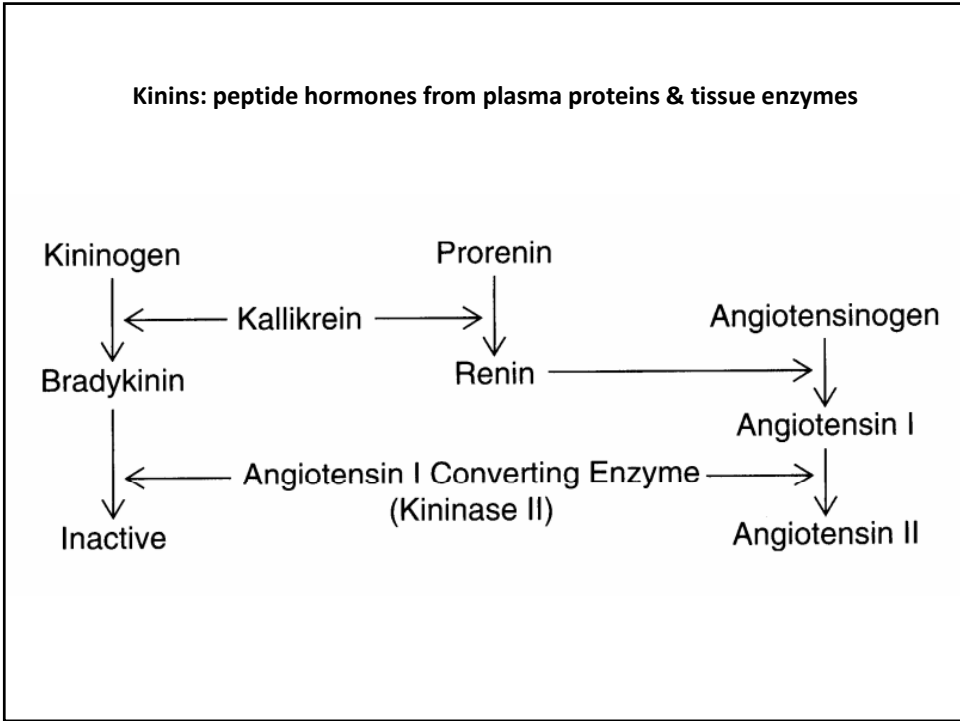 Kinins: peptide hormones from plasma proteins & tissue enzymes
Kininogen
Prorenin
Kallikrein
Angiotensinogen
Bradykinin
Renin
Angiotensin I
Angiotensin I Converting Enzyme
(Kininase II)
Inactive
Angiotensin II